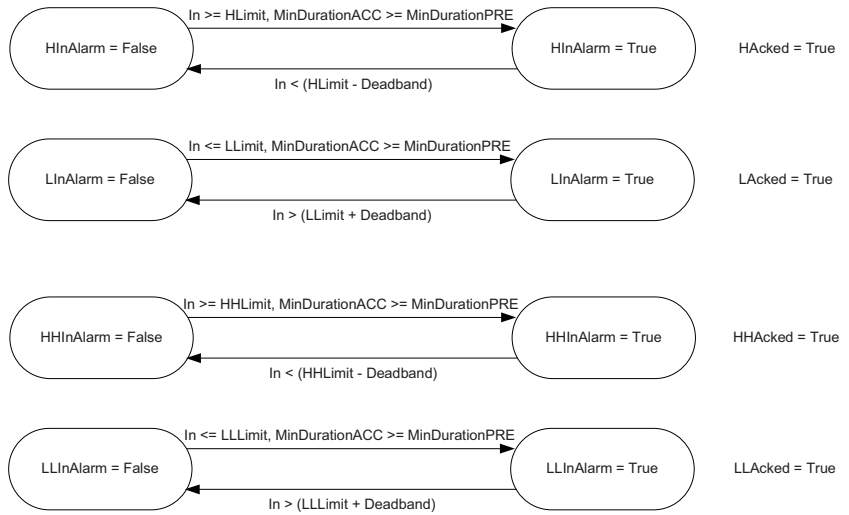 In >= HLimit, MinDurationACC >= MinDurationPRE
HInAlarm = False
HInAlarm = True
HAcked = True
In < (HLimit - Deadband)
In <= LLimit, MinDurationACC >= MinDurationPRE
LInAlarm = False
LInAlarm = True
LAcked = True
In > (LLimit + Deadband)
In >= HHLimit, MinDurationACC >= MinDurationPRE
HHInAlarm = False
HHInAlarm = True
HHAcked = True
In < (HHLimit - Deadband)
In <= LLLimit, MinDurationACC >= MinDurationPRE
LLInAlarm = False
LLInAlarm = True
LLAcked = True
In > (LLLimit + Deadband)